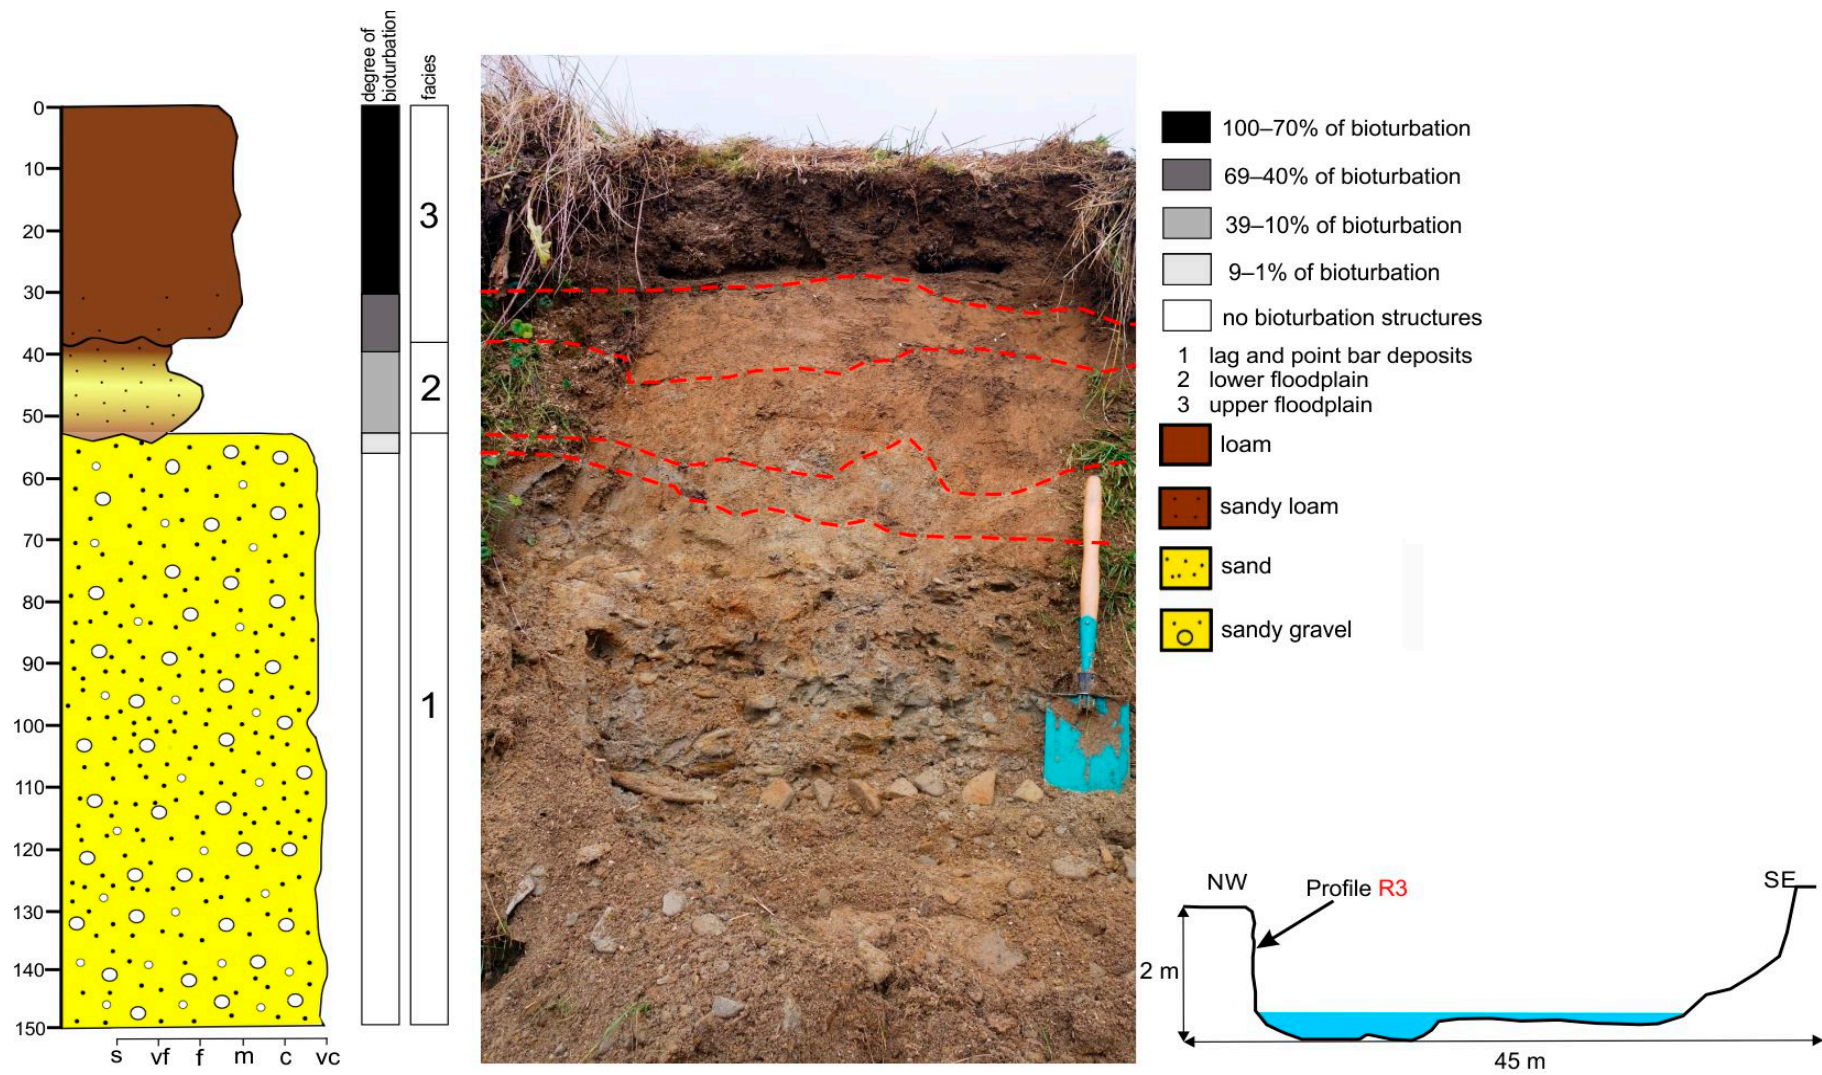 degree of
bioturbation
facies
0
10
20
30
40
50
60
70
80
90
100
110
120
130
140
150
s vf f m c vc
3
2
1
100–70% of bioturbation
69–40% of bioturbation
39–10% of bioturbation
9–1% of bioturbation
no bioturbation structures
1 lag and point bar deposits
2 lower floodplain
3 upper floodplain
loam
sandy loam
sand
sandy gravel
NW
Profile R3
SE
2 m
45 m